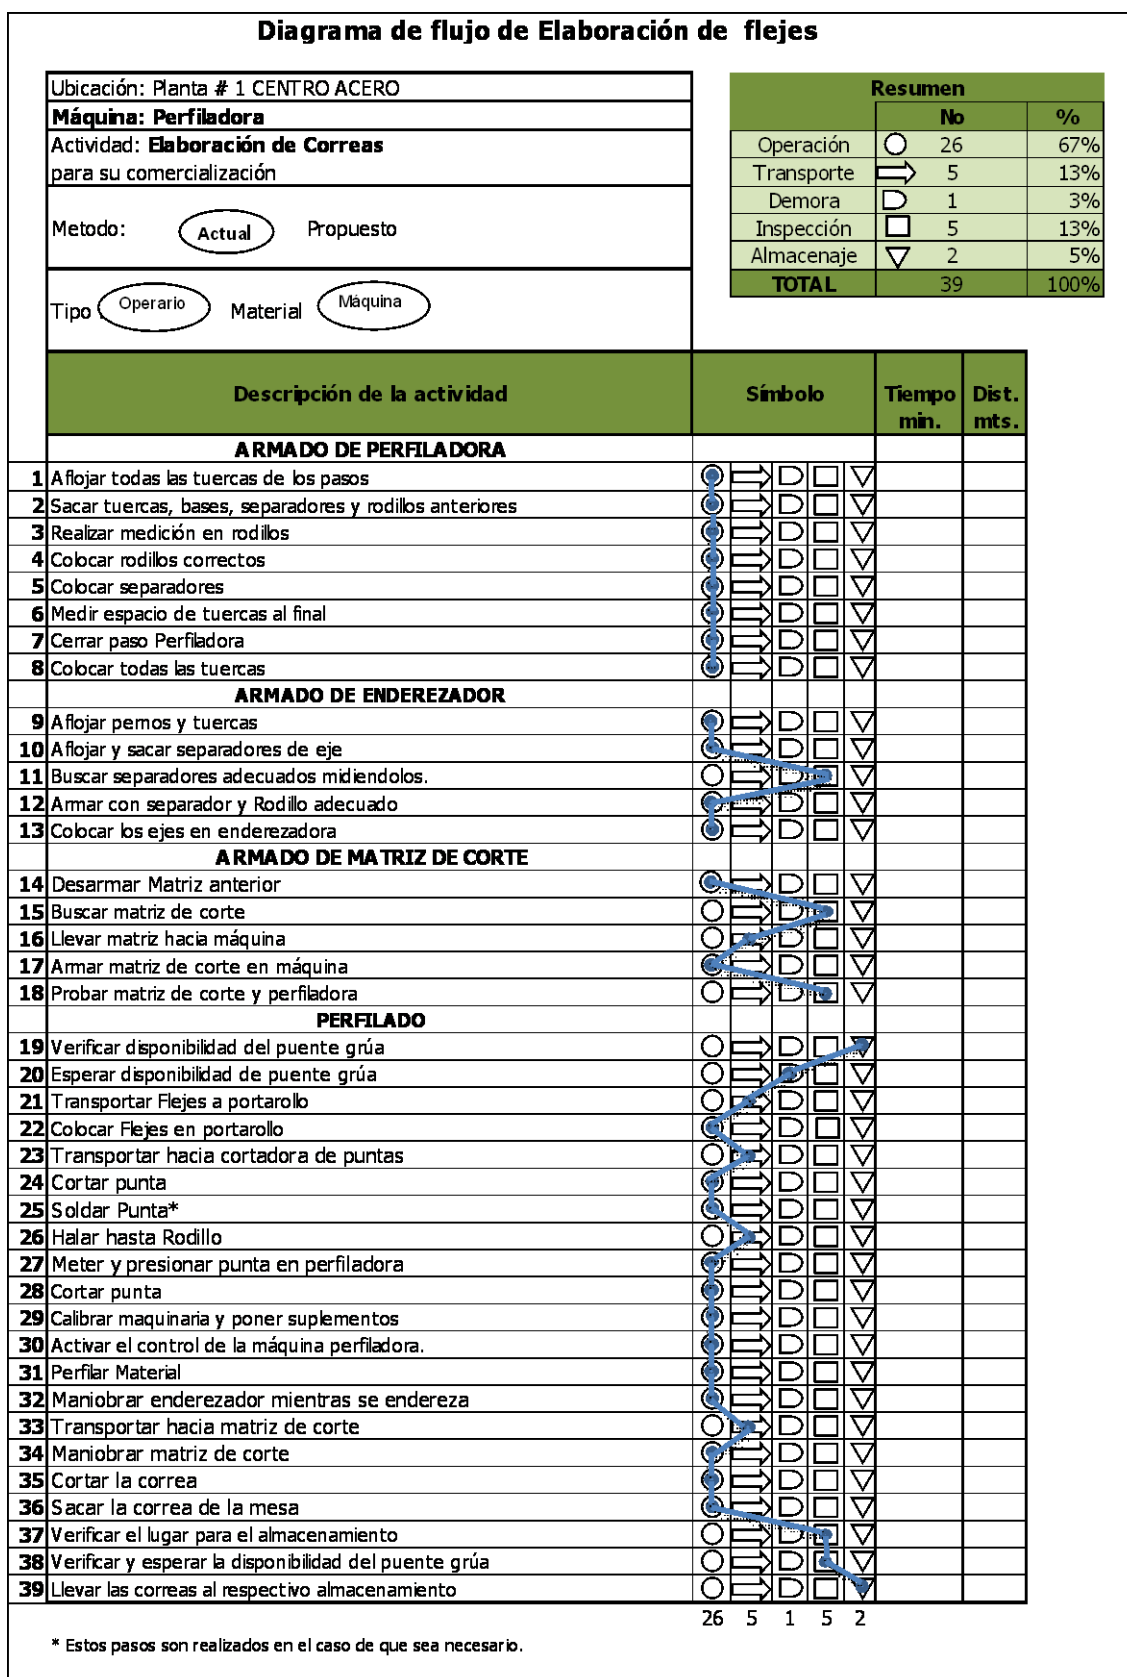 Diagrama de flujo de Elaboración de flejes
Ubicación: Planta # 1 CENTRO ACERO
Máquina: Perfiladora
Actividad: Elaboración de Correas
para su comercialización
Metodo: Actual Propuesto
Tipo : Operario Material Máquina
Resumen
No %
Operación 26 67%
Transporte 5 13%
Demora 1 3%
Inspección 5 13%
Almacenaje 2 5%
TOTAL 39 100%
Descripción de la actividad Símbolo Tiempo min. Dist. mts.
ARMADO DE PERFILADORA
1 Aflojar todas las tuercas de los pasos
2 Sacar tuercas, bases, separadores y rodillos anteriores
3 Realizar medición en rodillos
4 Colocar rodillos correctos
5 Colocar separadores
6 Medir espacio de tuercas al final
7 Cerrar paso Perfiladora
8 Colocar todas las tuercas
ARMADO DE ENDEREZADOR
9 Aflojar pernos y tuercas
10 Aflojar y sacar separadores de eje
11 Buscar separadores adecuados midiendolos.
12 Armar con separador y Rodillo adecuado
13 Colocar los ejes en enderezadora
ARMADO DE MATRIZ DE CORTE
14 Desarmar Matriz anterior
15 Buscar matriz de corte
16 Llevar matriz hacia máquina
17 Armar matriz de corte en máquina
18 Probar matriz de corte y perfiladora
PERFILADO
19 Verificar disponibilidad del puente grúa
20 Esperar disponibilidad de puente grúa
21 Transportar Flejes a portarollo
22 Colocar Flejes en portarollo
23 Transportar hacia cortadora de puntas
24 Cortar punta
25 Soldar Punta*
26 Halar hasta Rodillo
27 Meter y presionar punta en perfiladora
28 Cortar punta
29 Calibrar maquinaria y poner suplementos
30 Activar el control de la máquina perfiladora.
31 Perfilar Material
32 Maniobrar enderezador mientras se endereza
33 Transportar hacia matriz de corte
34 Maniobrar matriz de corte
35 Cortar la correa
36 Sacar la correa de la mesa
37 Verificar el lugar para el almacenamiento
38 Verificar y esperar la disponibilidad del puente grúa
39 Llevar las correas al respectivo almacenamiento
26 5 1 5 2
* Estos pasos son realizados en el caso de que sea necesario.